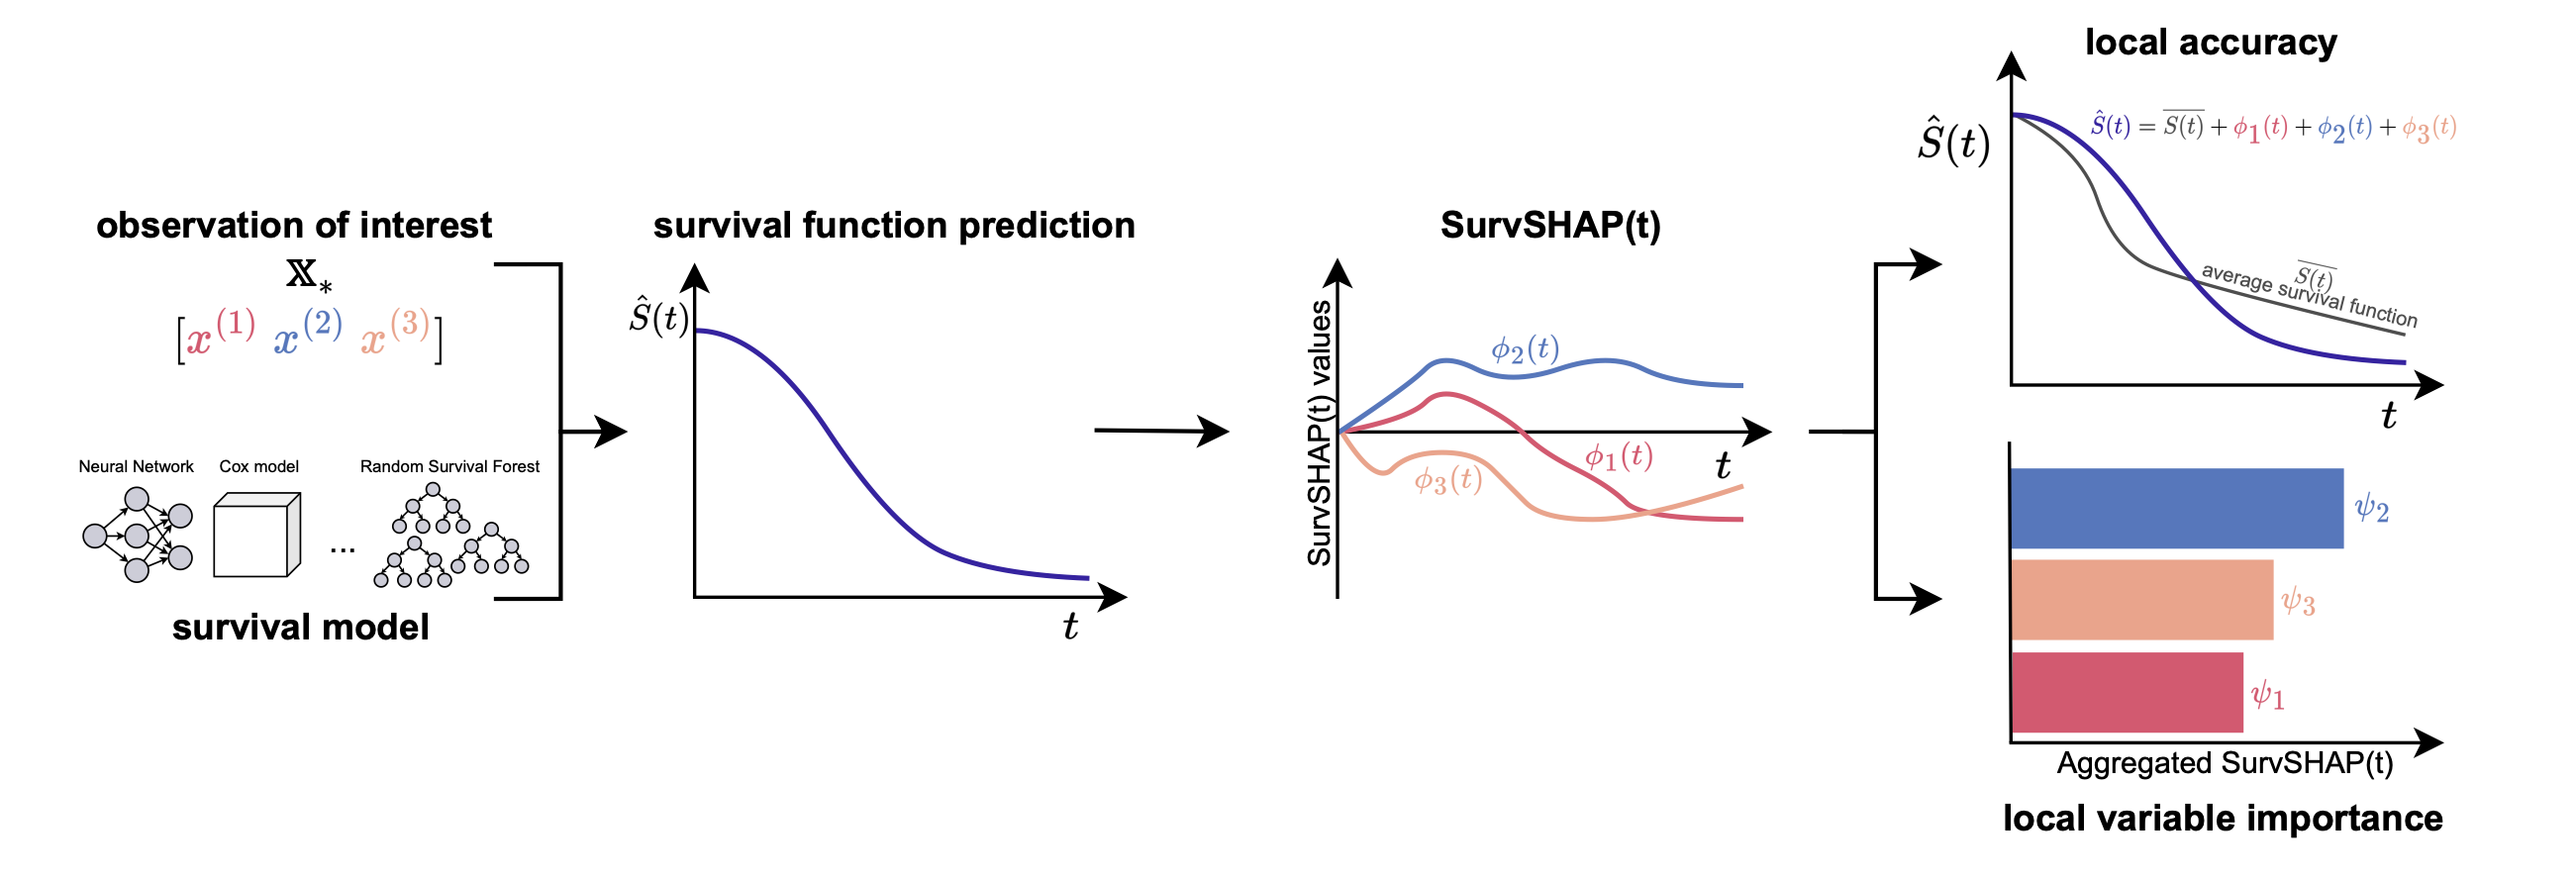 observation of interest
𝕏∗
[x⁽¹⁾ x⁽²⁾ x⁽³⁾]
Neural Network
Cox model
...
Random Survival Forest
survival model
survival function prediction
Ŝ(t)
t
SurvSHAP(t)
SurvSHAP(t) values
ϕ₂(t)
ϕ₁(t)
ϕ₃(t)
t
local accuracy
Ŝ(t)
Ŝ(t) = S̅(̅t̅)̅ + ϕ₁(t) + ϕ₂(t) + ϕ₃(t)
S̅(̅t̅)̅
average survival function
t
ψ₂
ψ₃
ψ₁
Aggregated SurvSHAP(t)
local variable importance